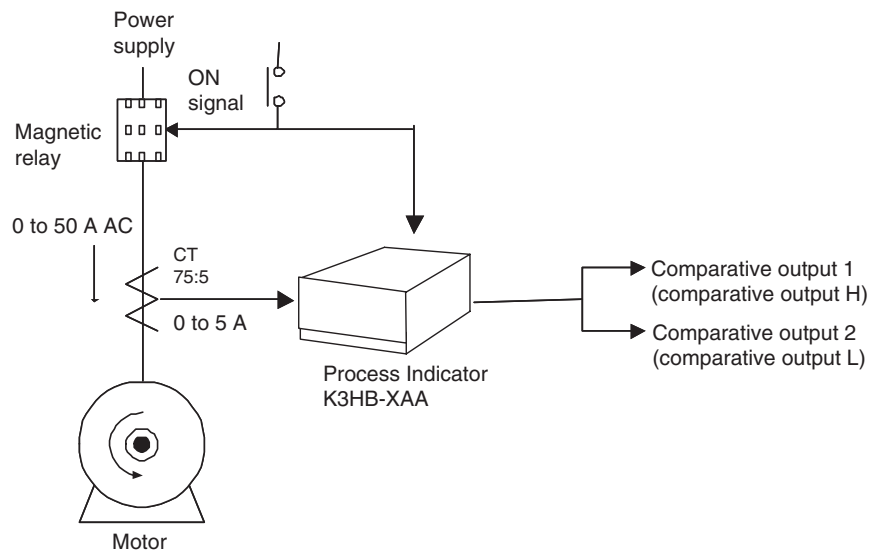 Power
supply
ON
signal
Magnetic
relay
0 to 50 A AC
CT
75:5
0 to 5 A
Comparative output 1
(comparative output H)
Comparative output 2
(comparative output L)
Process Indicator
K3HB-XAA
Motor